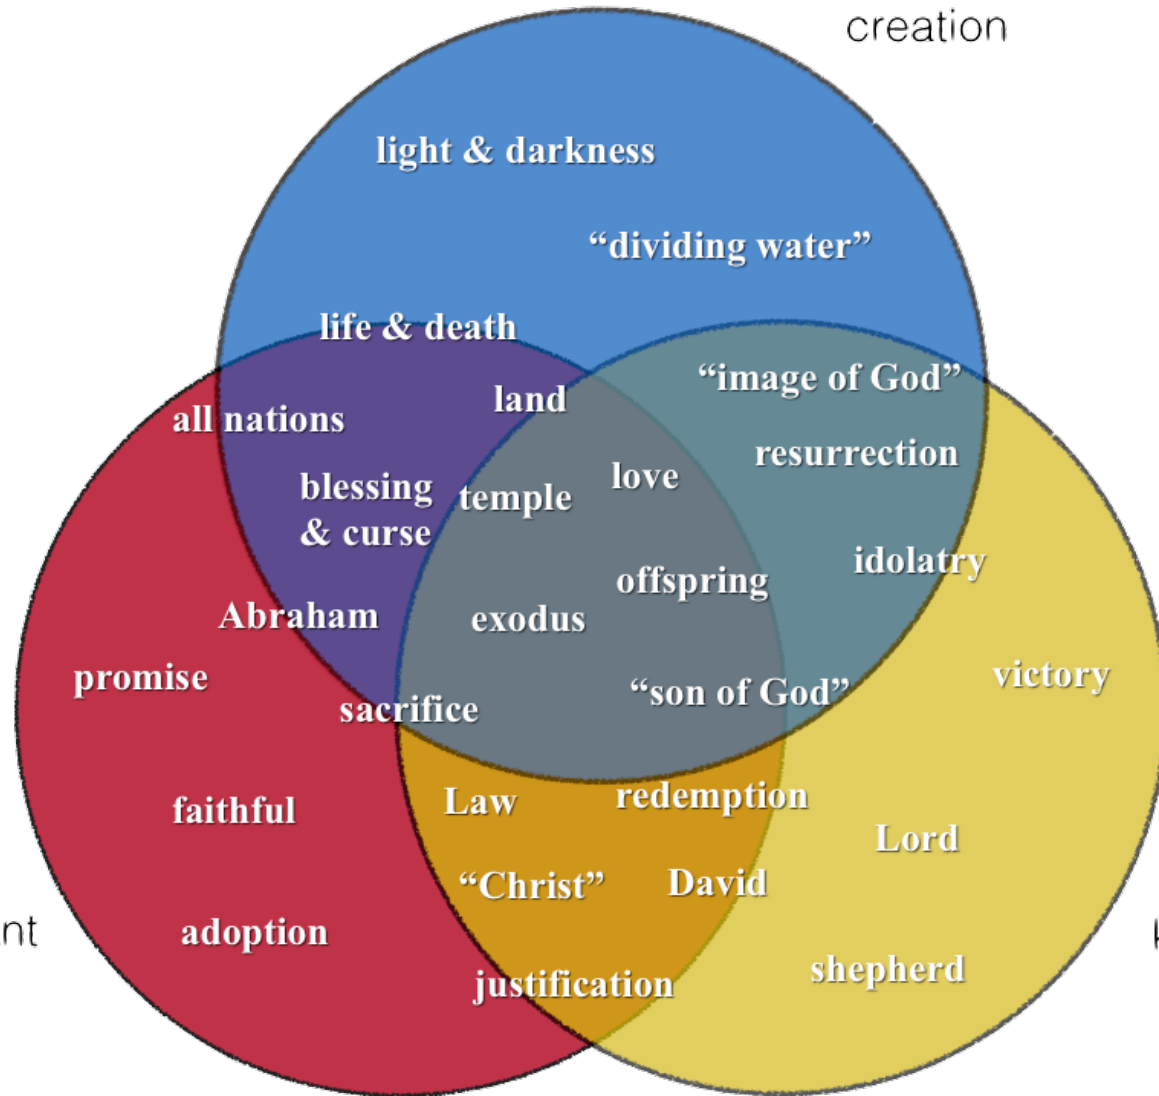 creation
light & darkness
“dividing water”
life & death
“image of God”
land
all nations
resurrection
love
blessing
& curse
temple
idolatry
offspring
Abraham
exodus
promise
victory
“son of God”
sacrifice
Law
redemption
faithful
Lord
“Christ”
David
adoption
nt
shepherd
justification